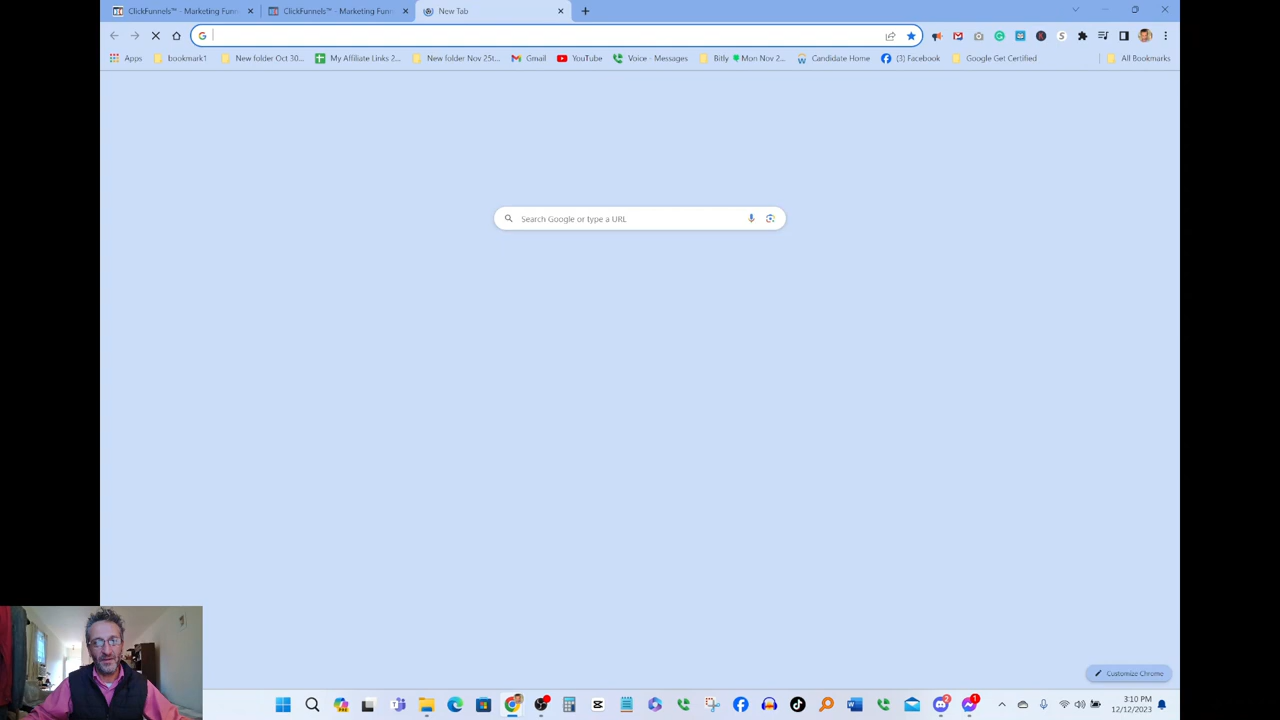 ClickFunnels™ - Marketing Funn
ClickFunnels™ - Marketing Funn
New Tab
Apps
bookmark1
New folder Oct 30...
My Affiliate Links 2...
New folder Nov 25t...
Gmail
YouTube
Voice - Messages
Bitly 🍀Mon Nov 2...
Candidate Home
(3) Facebook
Google Get Certified
All Bookmarks
Search Google or type a URL
Customize Chrome
3:10 PM
12/12/2023